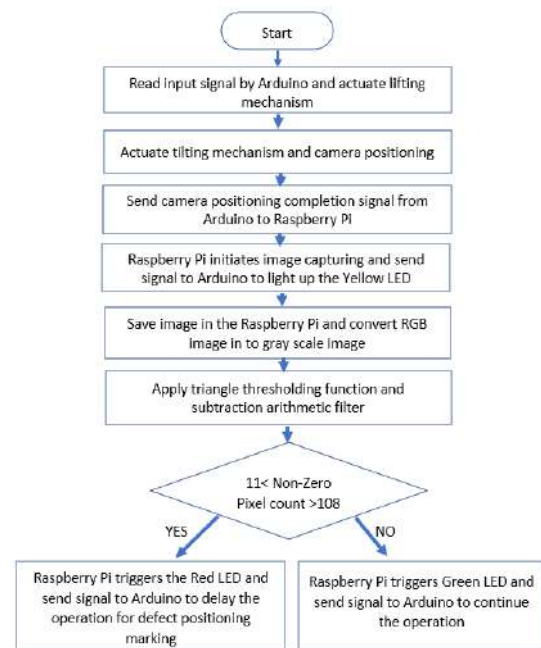 Start
Read input signal by Arduino and actuate lifting
mechanism
Actuate tilting mechanism and camera positioning
Send camera positioning completion signal from
Arduino to Raspberry Pi
Raspberry Pi initiates image capturing and send
signal to Arduino to light up the Yellow LED
Save image in the Raspberry Pi and convert RGB
image in to gray scale image
Apply triangle thresholding function and
subtraction arithmetic filter
11< Non-Zero
Pixel count >108
YES
NO
Raspberry Pi triggers the Red LED and
send signal to Arduino to delay the
operation for defect positioning
marking
Raspberry Pi triggers Green LED and
send signal to Arduino to continue
the operation